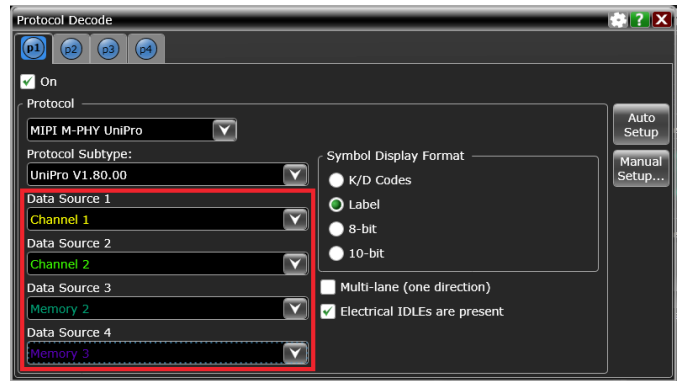 Protocol Decode
?
X
p1
p2
p3
p4
On
Protocol
MIPI M-PHY UniPro
Protocol Subtype:
UniPro V1.80.00
Data Source 1
Channel 1
Data Source 2
Channel 2
Data Source 3
Memory 2
Data Source 4
Memory 3
Symbol Display Format
K/D Codes
Label
8-bit
10-bit
Multi-lane (one direction)
Electrical IDLEs are present
Auto
Setup
Manual
Setup...